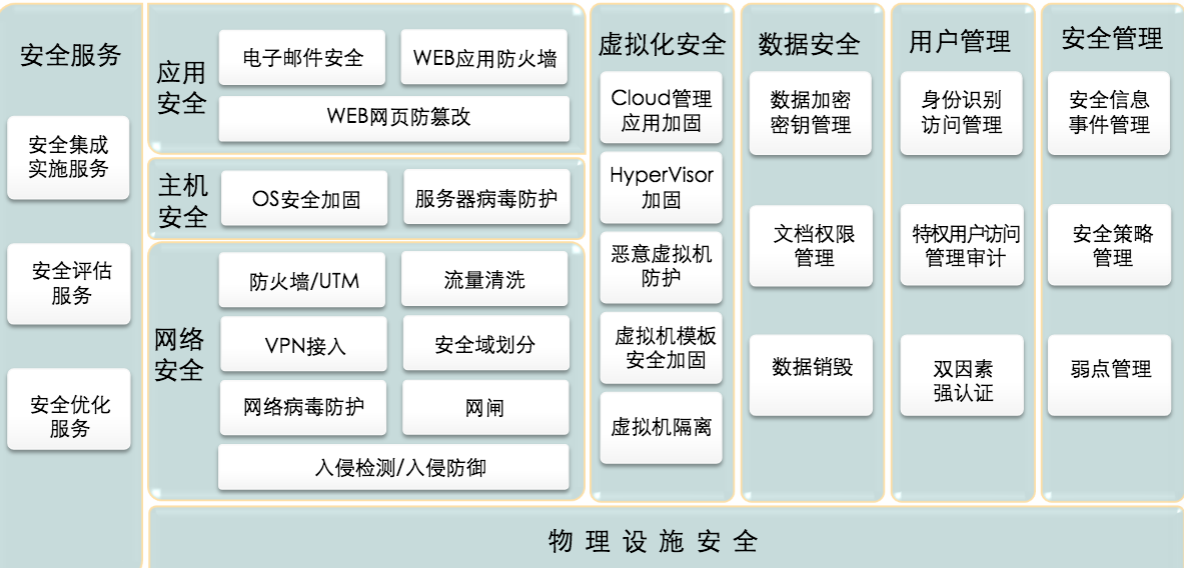 安全服务
安全集成
实施服务
安全评估
服务
安全优化
服务
应用
安全
电子邮件安全
WEB应用防火墙
WEB网页防篡改
主机
安全
OS安全加固
服务器病毒防护
网络
安全
防火墙/UTM
流量清洗
VPN接入
安全域划分
网络病毒防护
网闸
入侵检测/入侵防御
虚拟化安全
Cloud管理
应用加固
HyperVisor
加固
恶意虚拟机
防护
虚拟机模板
安全加固
虚拟机隔离
数据安全
数据加密
密钥管理
文档权限
管理
数据销毁
用户管理
身份识别
访问管理
特权用户访问
管理审计
双因素
强认证
安全管理
安全信息
事件管理
安全策略
管理
弱点管理
物理设施安全